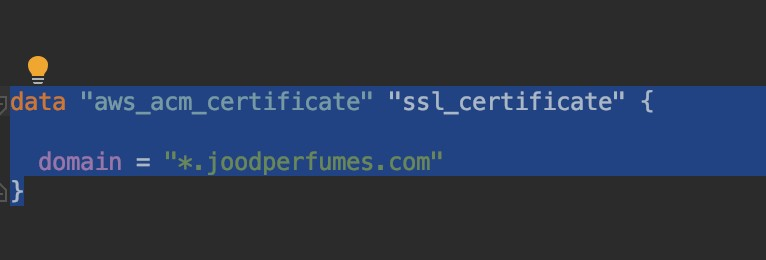 data "aws_acm_certificate" "ssl_certificate" {
domain = "*.joodperfumes.com"
}